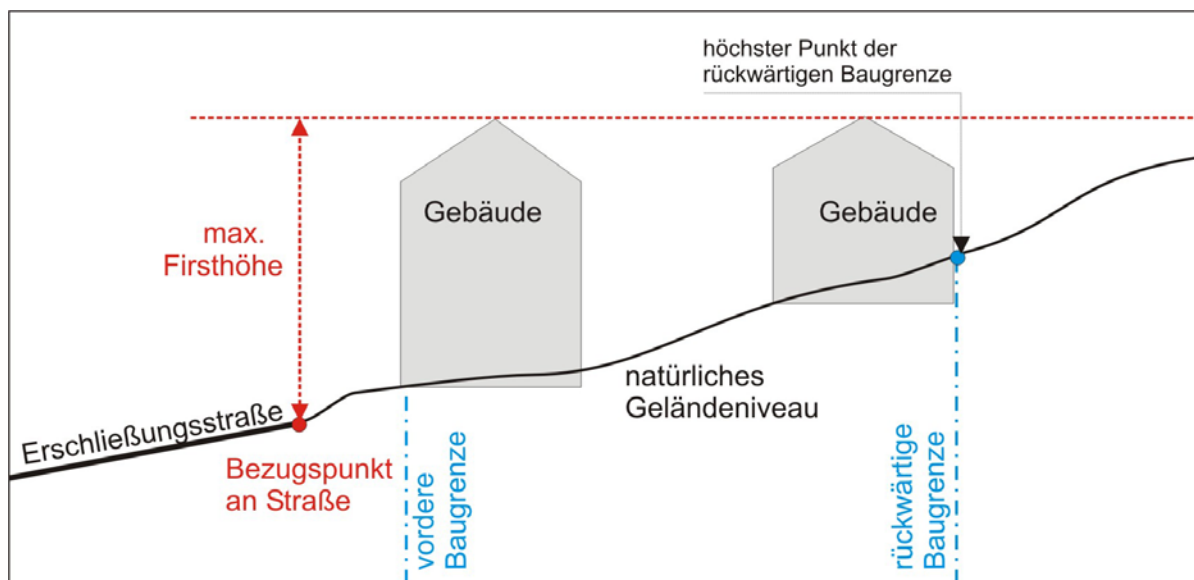 höchster Punkt der
rückwärtigen Baugrenze
Gebäude
Gebäude
max.
Firsthöhe
natürliches
Geländeniveau
Erschließungsstraße
Bezugspunkt
an Straße
vordere
Baugrenze
rückwärtige
Baugrenze